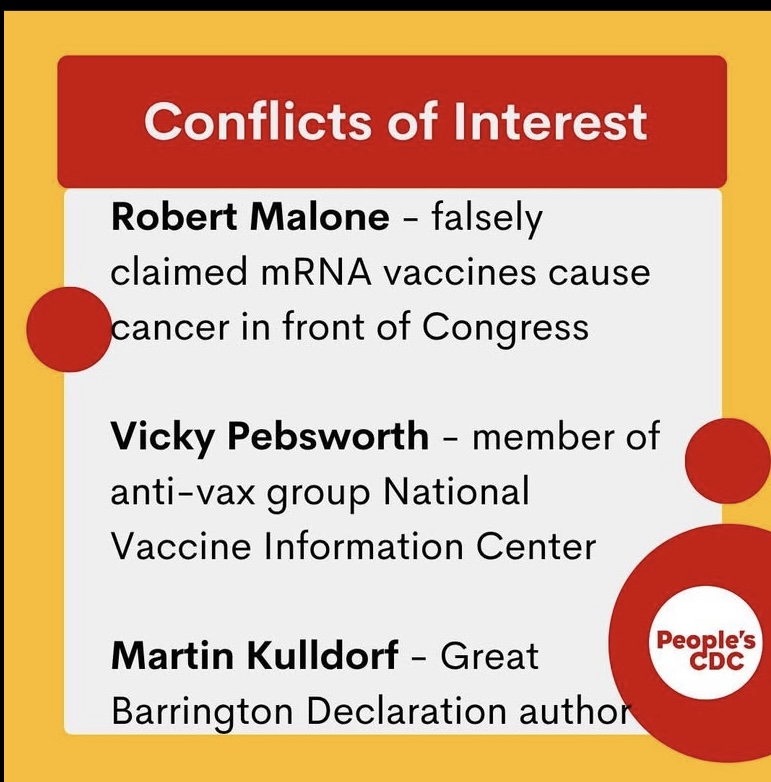 Conflicts of Interest
Robert Malone - falsely
claimed mRNA vaccines cause
cancer in front of Congress
Vicky Pebsworth - member of
anti-vax group National
Vaccine Information Center
Martin Kulldorf - Great
Barrington Declaration author
People's
CDC